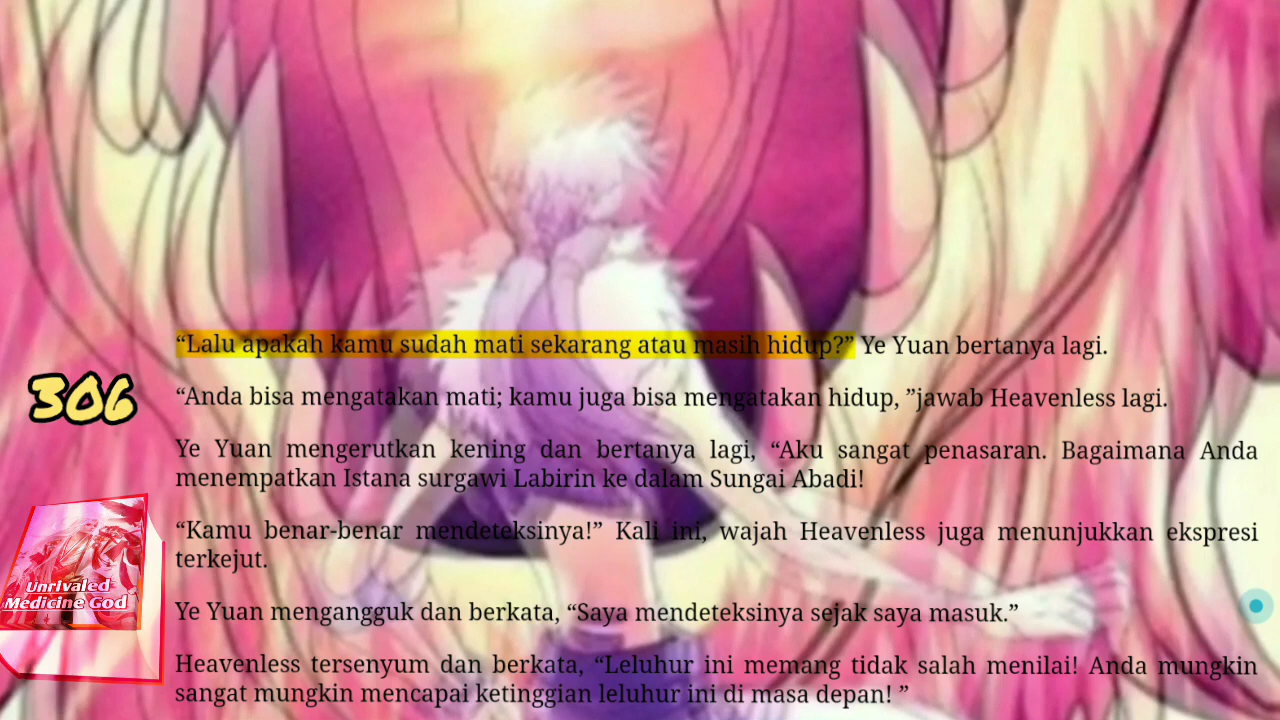 “Lalu apakah kamu sudah mati sekarang atau masih hidup?” Ye Yuan bertanya lagi.
“Anda bisa mengatakan mati; kamu juga bisa mengatakan hidup, ”jawab Heavenless lagi.
Ye Yuan mengerutkan kening dan bertanya lagi, “Aku sangat penasaran. Bagaimana Anda
menempatkan Istana surgawi Labirin ke dalam Sungai Abadi!
“Kamu benar-benar mendeteksinya!” Kali ini, wajah Heavenless juga menunjukkan ekspresi
terkejut.
Ye Yuan mengangguk dan berkata, “Saya mendeteksinya sejak saya masuk.”
Heavenless tersenyum dan berkata, “Leluhur ini memang tidak salah menilai! Anda mungkin
sangat mungkin mencapai ketinggian leluhur ini di masa depan! ”
306
Unrivaled
Medicine God